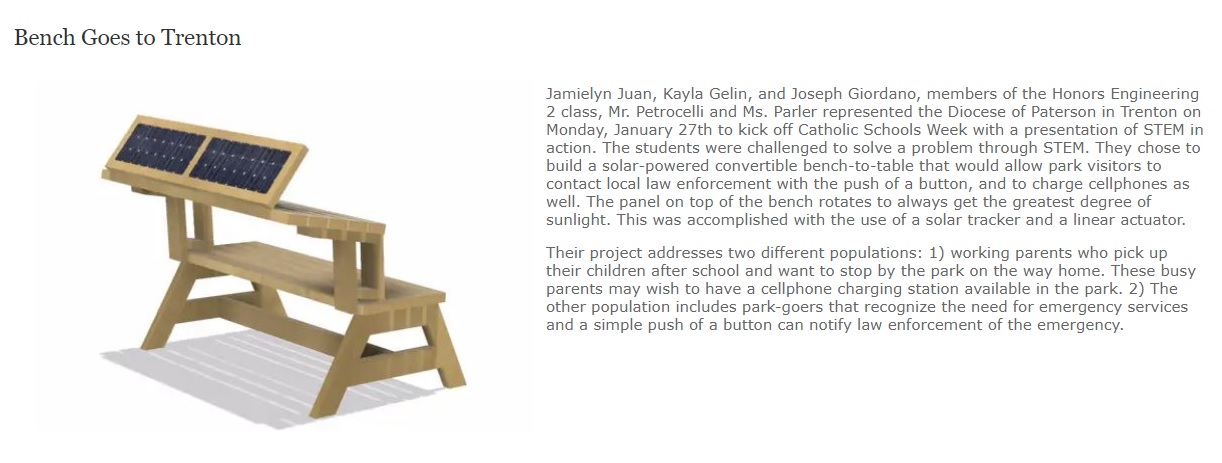 Bench Goes to Trenton
Jamielyn Juan, Kayla Gelin, and Joseph Giordano, members of the Honors Engineering
2 class, Mr. Petrocelli and Ms. Parler represented the Diocese of Paterson in Trenton on
Monday, January 27th to kick off Catholic Schools Week with a presentation of STEM in
action. The students were challenged to solve a problem through STEM. They chose to
build a solar-powered convertible bench-to-table that would allow park visitors to
contact local law enforcement with the push of a button, and to charge cellphones as
well. The panel on top of the bench rotates to always get the greatest degree of
sunlight. This was accomplished with the use of a solar tracker and a linear actuator.
Their project addresses two different populations: 1) working parents who pick up
their children after school and want to stop by the park on the way home. These busy
parents may wish to have a cellphone charging station available in the park. 2) The
other population includes park-goers that recognize the need for emergency services
and a simple push of a button can notify law enforcement of the emergency.